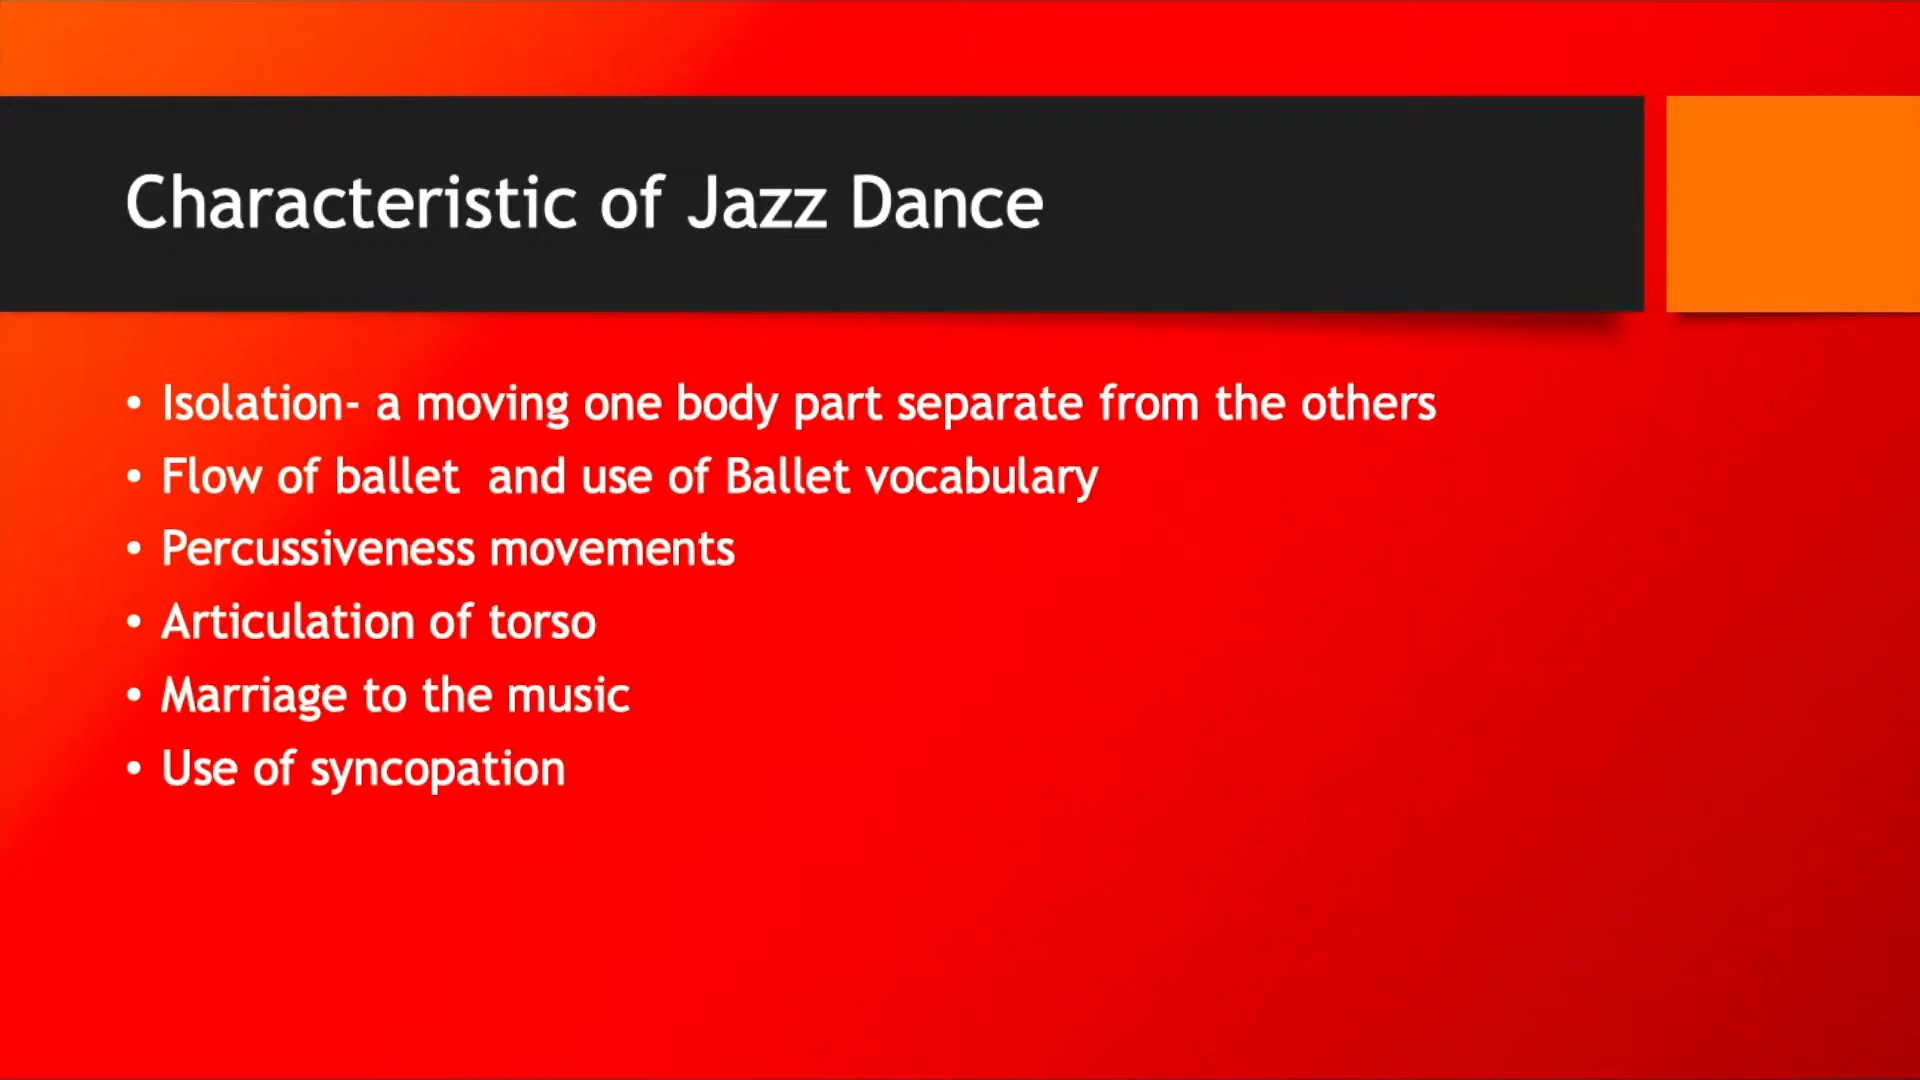 Characteristic of Jazz Dance
• Isolation- a moving one body part separate from the others
• Flow of ballet  and use of Ballet vocabulary
• Percussiveness movements
• Articulation of torso
• Marriage to the music
• Use of syncopation